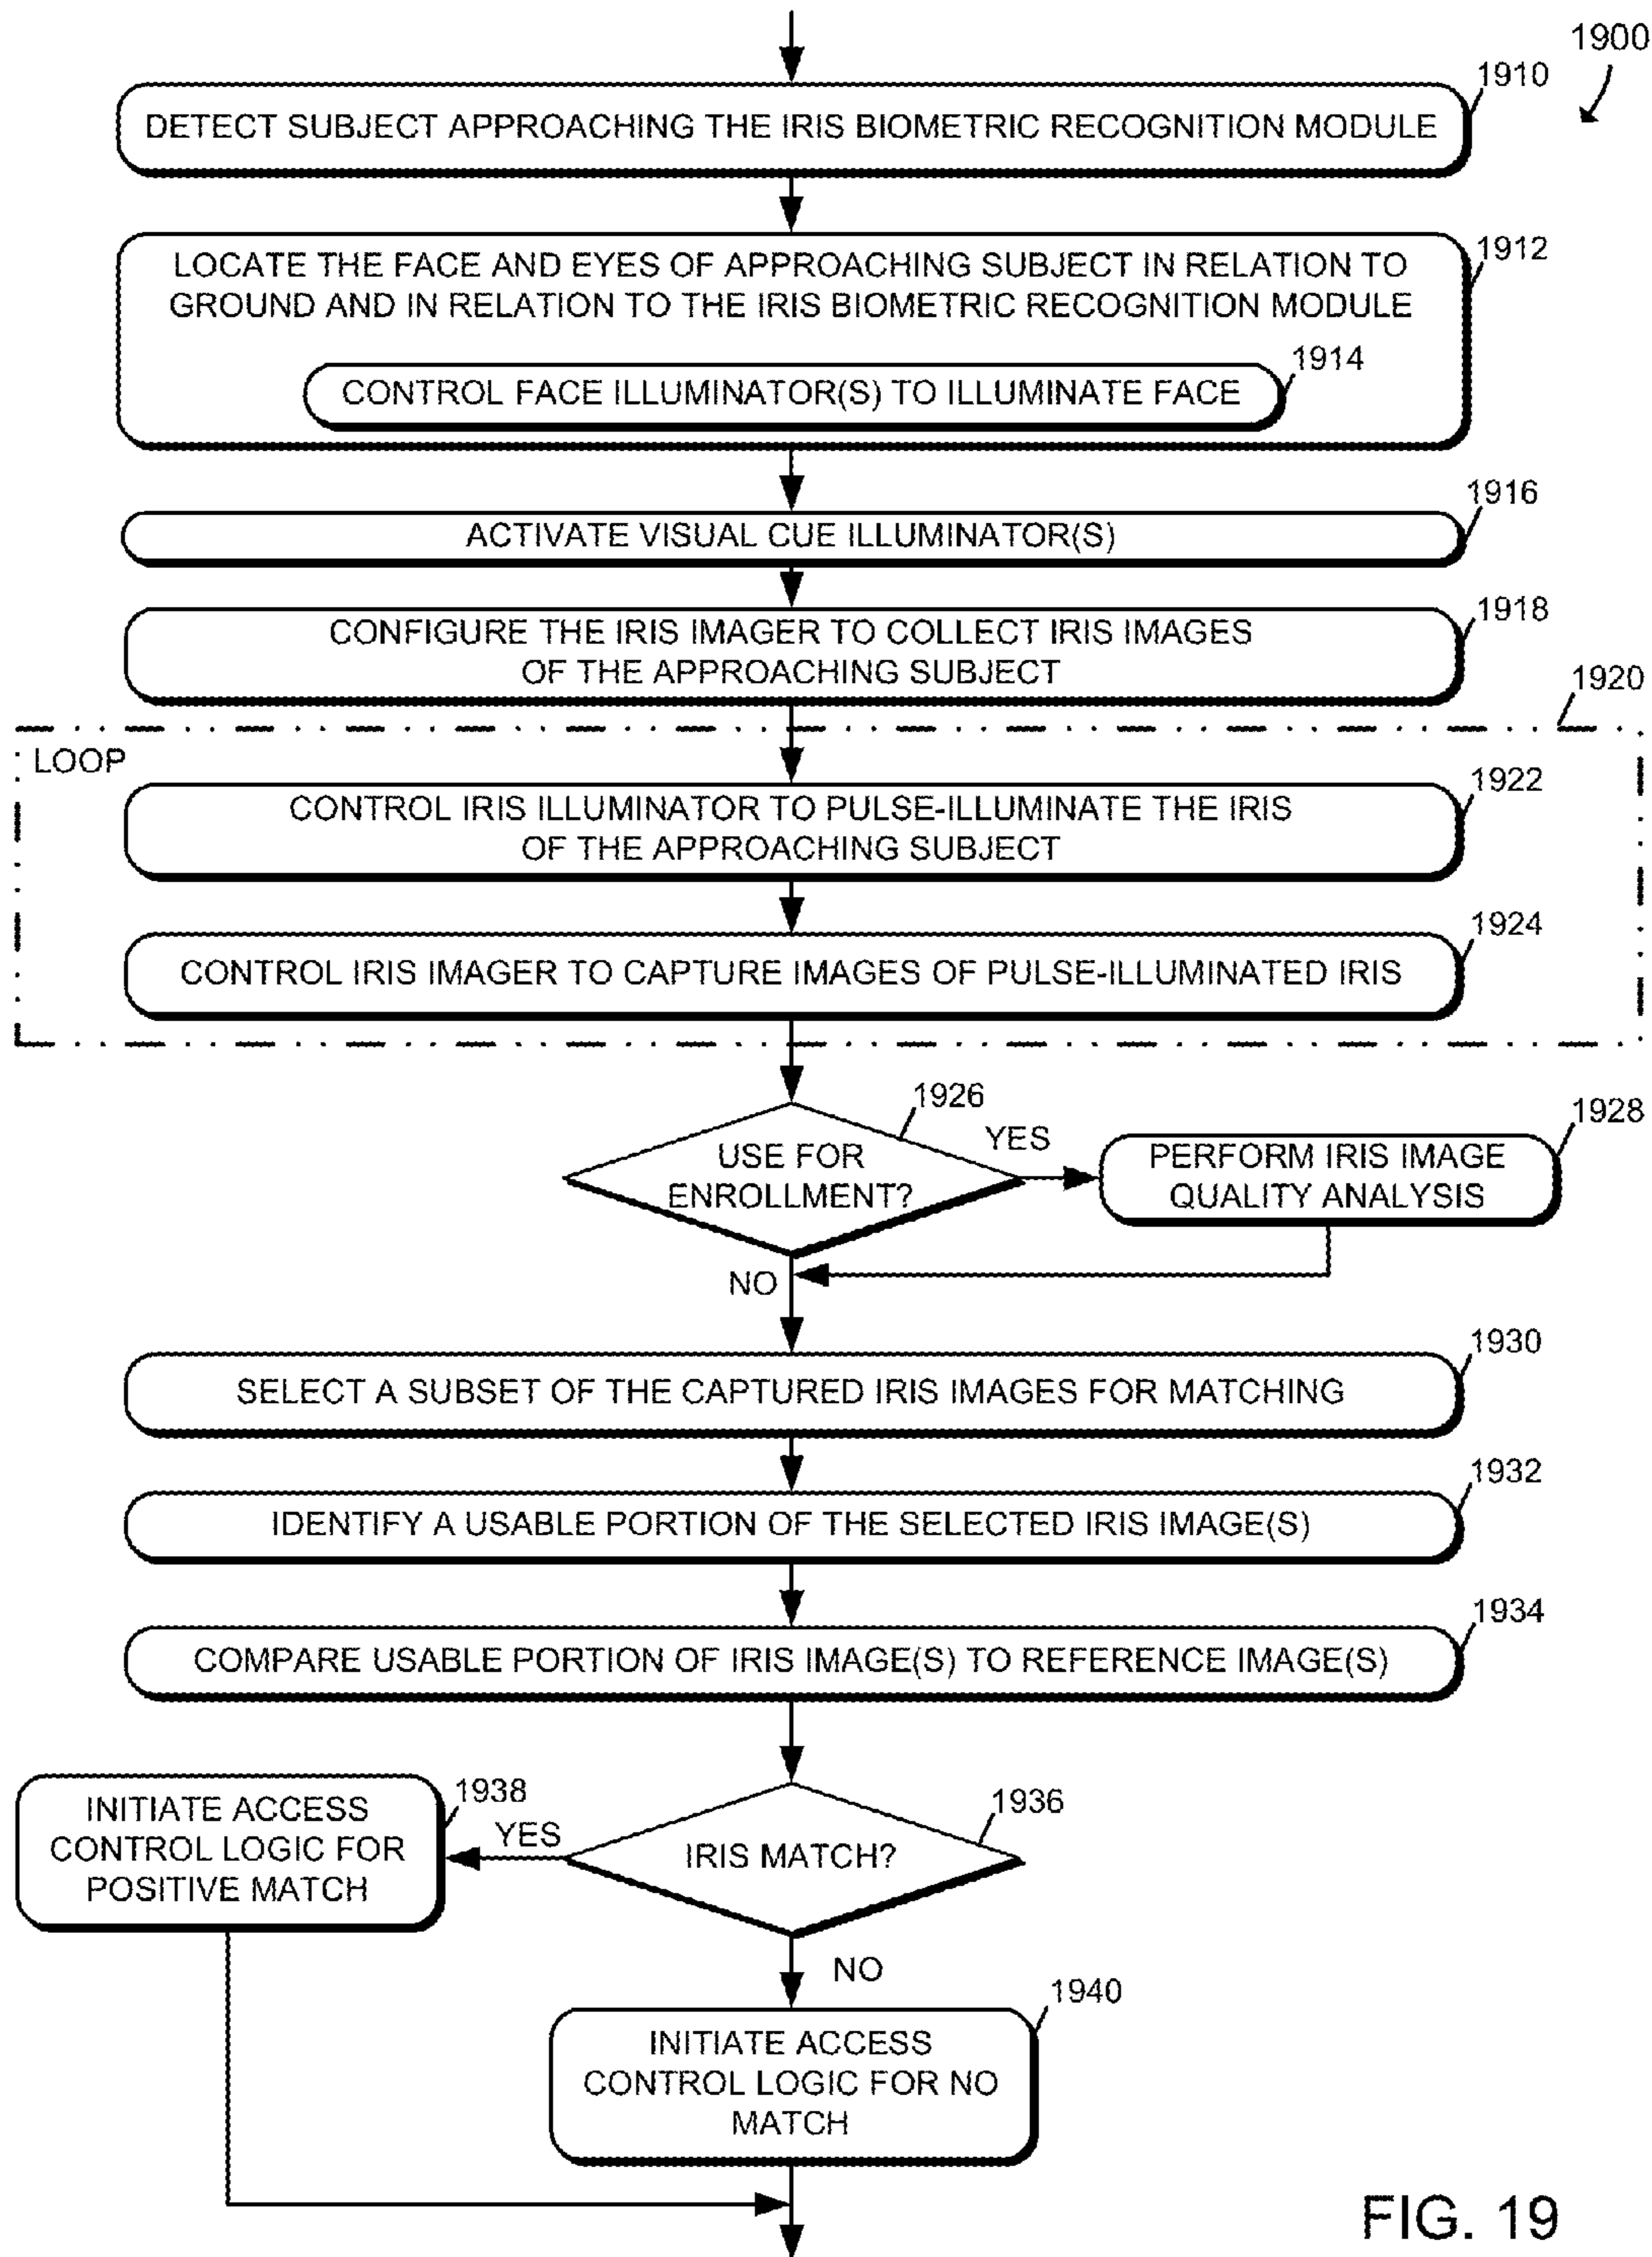 1900
1910
DETECT SUBJECT APPROACHING THE IRIS BIOMETRIC RECOGNITION MODULE
1912
LOCATE THE FACE AND EYES OF APPROACHING SUBJECT IN RELATION TO
GROUND AND IN RELATION TO THE IRIS BIOMETRIC RECOGNITION MODULE
1914
CONTROL FACE ILLUMINATOR(S) TO ILLUMINATE FACE
1916
ACTIVATE VISUAL CUE ILLUMINATOR(S)
1918
CONFIGURE THE IRIS IMAGER TO COLLECT IRIS IMAGES
OF THE APPROACHING SUBJECT
1920
LOOP
1922
CONTROL IRIS ILLUMINATOR TO PULSE-ILLUMINATE THE IRIS
OF THE APPROACHING SUBJECT
1924
CONTROL IRIS IMAGER TO CAPTURE IMAGES OF PULSE-ILLUMINATED IRIS
1926
USE FOR
ENROLLMENT?
YES
1928
PERFORM IRIS IMAGE
QUALITY ANALYSIS
NO
1930
SELECT A SUBSET OF THE CAPTURED IRIS IMAGES FOR MATCHING
1932
IDENTIFY A USABLE PORTION OF THE SELECTED IRIS IMAGE(S)
1934
COMPARE USABLE PORTION OF IRIS IMAGE(S) TO REFERENCE IMAGE(S)
1936
IRIS MATCH?
YES
1938
INITIATE ACCESS
CONTROL LOGIC FOR
POSITIVE MATCH
NO
1940
INITIATE ACCESS
CONTROL LOGIC FOR NO
MATCH
FIG. 19